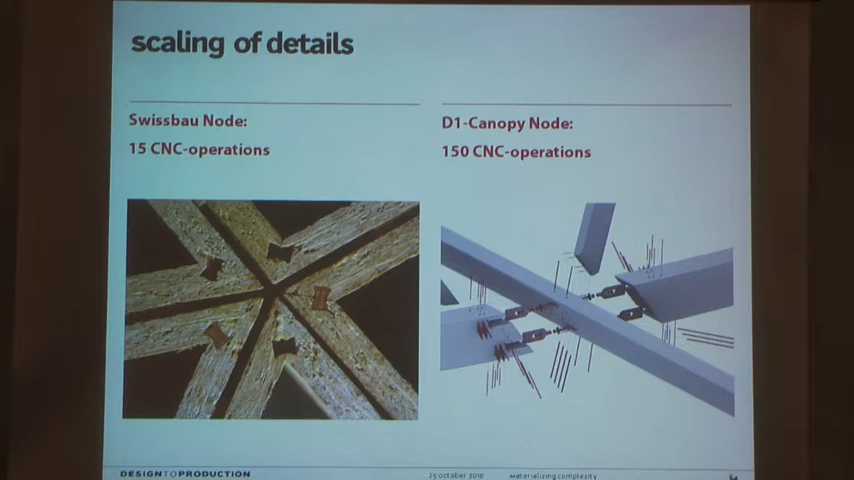 scaling of details
Swissbau Node:
15 CNC-operations
D1-Canopy Node:
150 CNC-operations
DESIGNTOPRODUCTION
25 october 2010
Materializing complexity
64